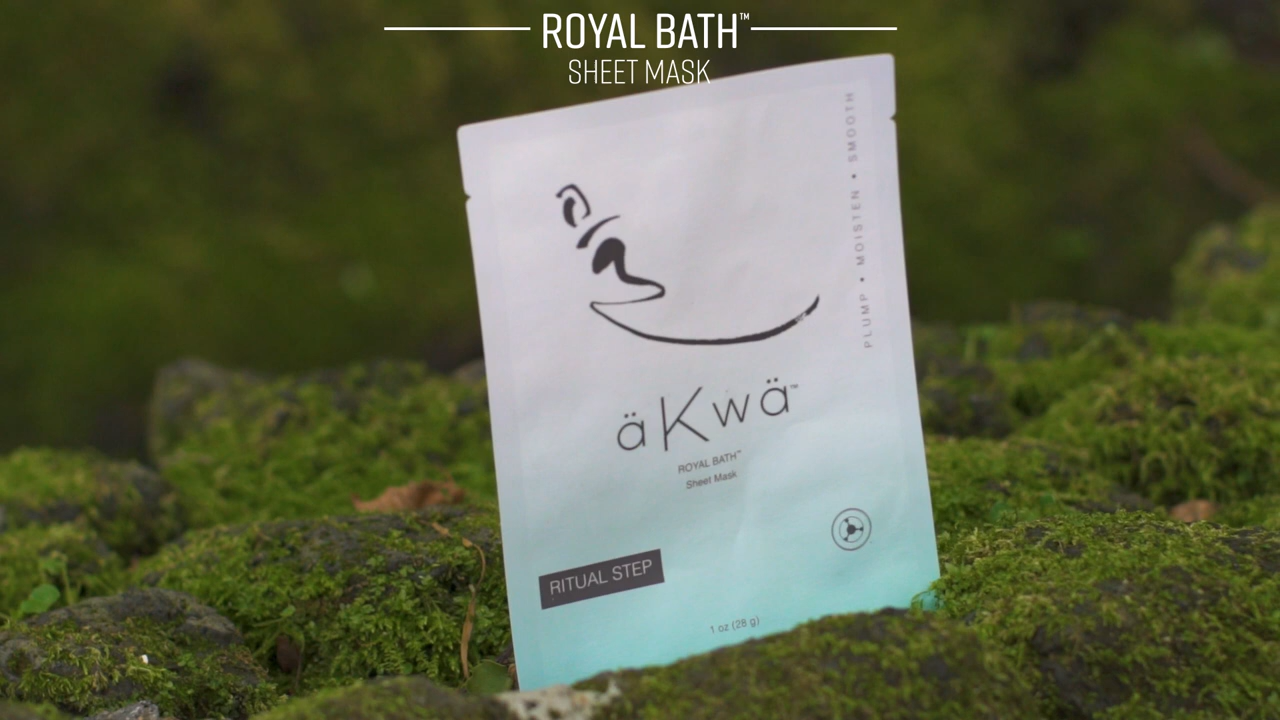 ROYAL BATH™
SHEET MASK
PLUMP • MOISTEN • SMOOTH
äKwä™
ROYAL BATH™
Sheet Mask
RITUAL STEP
1 oz (28 g)